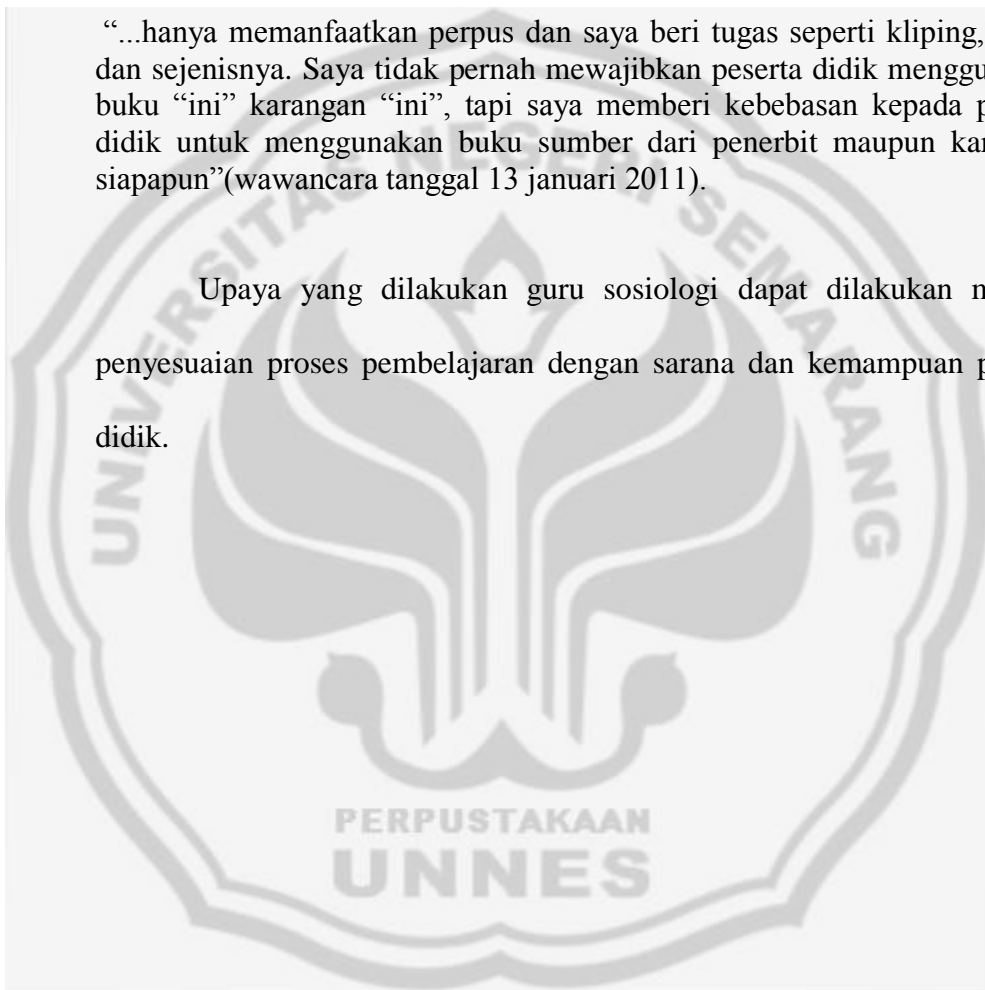 “...hanya memanfaatkan perpus dan saya beri tugas seperti kliping,
dan sejenisnya. Saya tidak pernah mewajibkan peserta didik
buku “ini” karangan “ini”, tapi saya memberi kebebasan kepada
didik untuk menggunakan buku sumber dari penerbit maupun
siapapun”(wawancara tanggal 13 januari 2011).
Upaya yang dilakukan guru sosiologi dapat dilakukan
penyesuaian proses pembelajaran dengan sarana dan kemampuan
didik.
UNIVERSITAS NEGERI SEMARANG
PERPUSTAKAAN
UNNES